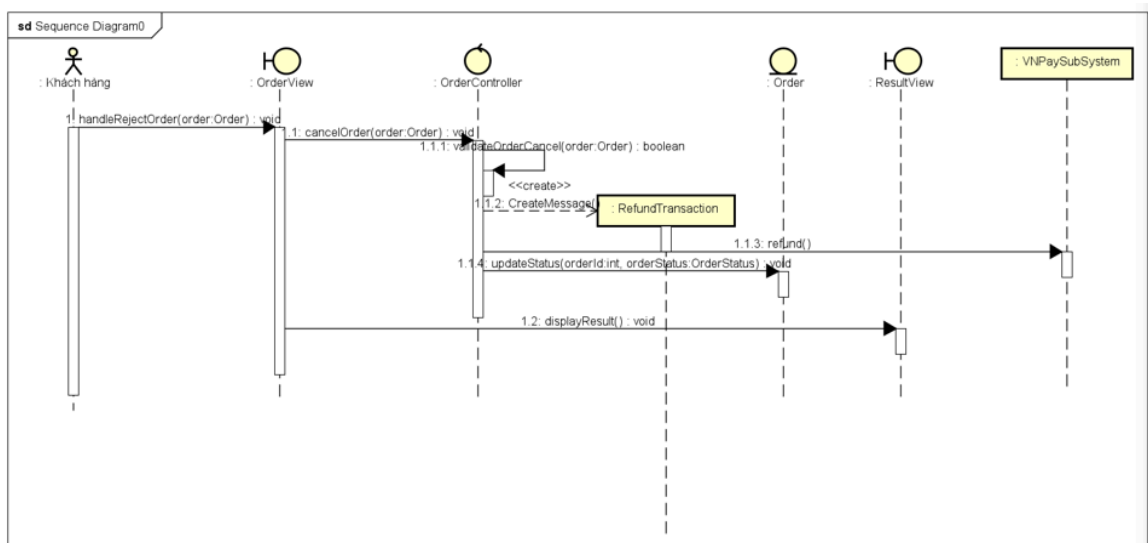 sd Sequence Diagram0
: Khách hàng
: OrderView
: OrderController
: Order
: ResultView
: VNPaySubSystem
1: handleRejectOrder(order:Order) : void
1.1: cancelOrder(order:Order) : void
1.1.1: validateOrderCancel(order:Order) : boolean
<<create>>
1.1.2: CreateMessage()
: RefundTransaction
1.1.3: refund()
1.1.4: updateStatus(orderId:int, orderStatus:OrderStatus) : void
1.2: displayResult() : void